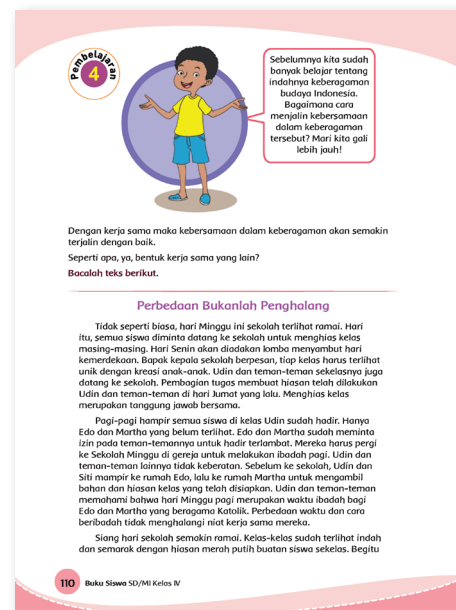 Pembelajaran
4
Sebelumnya kita sudah
banyak belajar tentang
indahnya keberagaman
budaya Indonesia.
Bagaimana cara
menjalin kebersamaan
dalam keberagaman
tersebut? Mari kita gali
lebih jauh!
Dengan kerja sama maka kebersamaan dalam keberagaman akan semakin
terjalin dengan baik.
Seperti apa, ya, bentuk kerja sama yang lain?
Bacalah teks berikut.
Perbedaan Bukanlah Penghalang
Tidak seperti biasa, hari Minggu ini sekolah terlihat ramai. Hari
itu, semua siswa diminta datang ke sekolah untuk menghias kelas
masing-masing. Hari Senin akan diadakan lomba menyambut hari
kemerdekaan. Bapak kepala sekolah berpesan, tiap kelas harus terlihat
unik dengan kreasi anak-anak. Udin dan teman-teman sekelasnya juga
datang ke sekolah. Pembagian tugas membuat hiasan telah dilakukan
Udin dan teman-teman di hari Jumat yang lalu. Menghias kelas
merupakan tanggung jawab bersama.
Pagi-pagi hampir semua siswa di kelas Udin sudah hadir. Hanya
Edo dan Martha yang belum terlihat. Edo dan Martha sudah meminta
izin pada teman-temannya untuk hadir terlambat. Mereka harus pergi
ke Sekolah Minggu di gereja untuk melakukan ibadah pagi. Udin dan
teman-teman lainnya tidak keberatan. Sebelum ke sekolah, Udin dan
Siti mampir ke rumah Edo, lalu ke rumah Martha untuk mengambil
bahan dan hiasan kelas yang telah disiapkan. Udin dan teman-teman
memahami bahwa hari Minggu pagi merupakan waktu ibadah bagi
Edo dan Martha yang beragama Katolik. Perbedaan waktu dan cara
beribadah tidak menghalangi niat kerja sama mereka.
Siang hari sekolah semakin ramai. Kelas-kelas sudah terlihat indah
dan semarak dengan hiasan merah putih buatan siswa sekelas. Begitu
110 Buku Siswa SD/MI Kelas IV